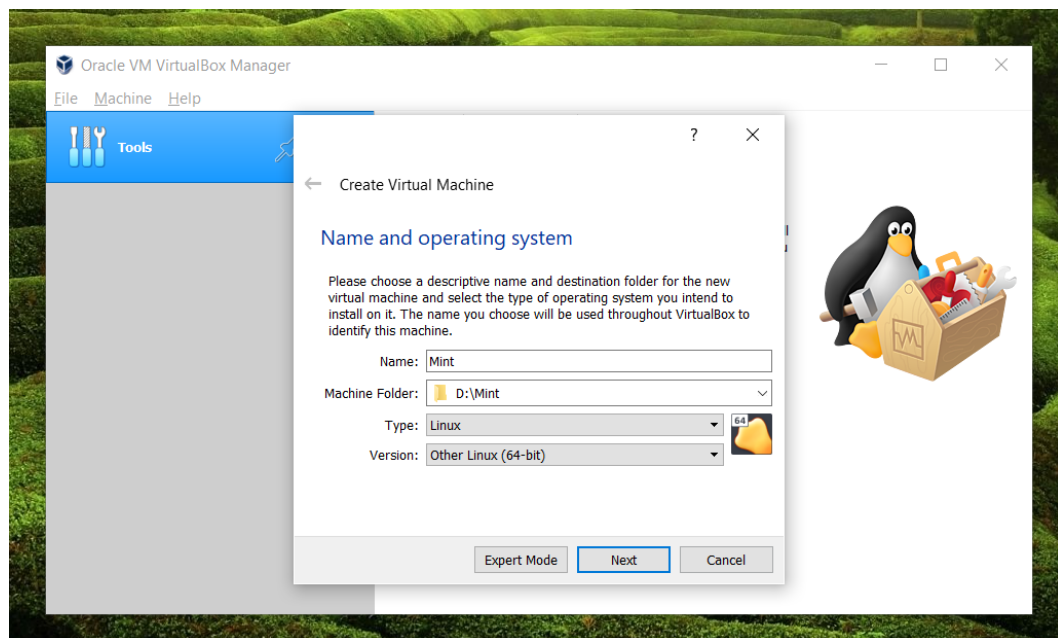 Oracle VM VirtualBox Manager
File Machine Help
Tools
?
Create Virtual Machine
Name and operating system
Please choose a descriptive name and destination folder for the new
virtual machine and select the type of operating system you intend to
install on it. The name you choose will be used throughout VirtualBox to
identify this machine.
Name: Mint
Machine Folder: D:\Mint
Type: Linux
64
Version: Other Linux (64-bit)
Expert Mode Next Cancel